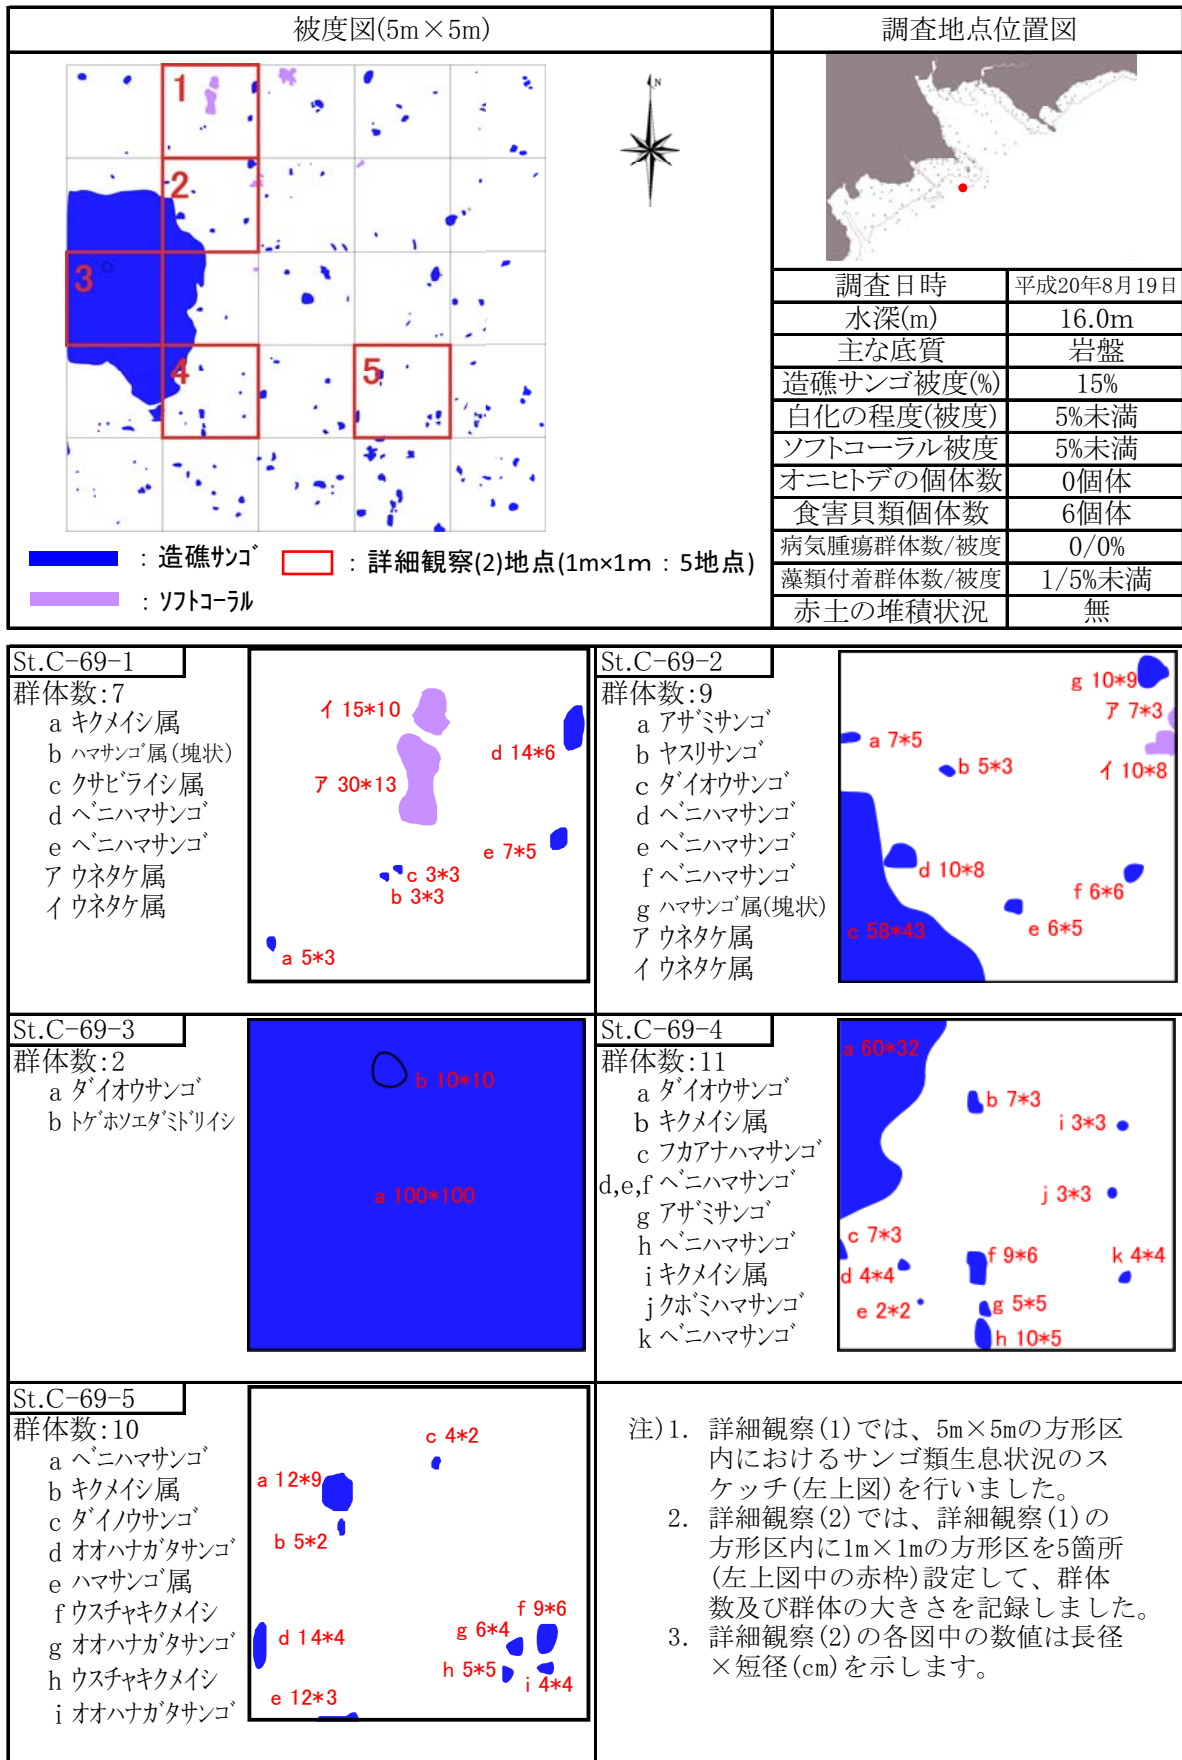 被度図(5m×5m)
調査地点位置図
1
2
3
4
5
N
：造礁サンゴ
：詳細観察(2)地点(1m×1m：5地点)
：ソフトコーラル
調査日時 平成20年8月19日
水深(m) 16.0m
主な底質 岩盤
造礁サンゴ被度(%) 15%
白化の程度(被度) 5%未満
ソフトコーラル被度 5%未満
オニヒトデの個体数 0個体
食害貝類個体数 6個体
病気腫瘍群体数/被度 0/0%
藻類付着群体数/被度 1/5%未満
赤土の堆積状況 無
St.C-69-1
群体数:7
a キクメイシ属
b ハマサンゴ属(塊状)
c クサビライシ属
d ベニハマサンゴ
e ベニハマサンゴ
ア ウネタケ属
イ ウネタケ属
イ 15*10
d 14*6
ア 30*13
e 7*5
c 3*3
b 3*3
a 5*3
St.C-69-2
群体数:9
a アザミサンゴ
b ヤスリサンゴ
c ダイオウサンゴ
d ベニハマサンゴ
e ベニハマサンゴ
f ベニハマサンゴ
g ハマサンゴ属(塊状)
ア ウネタケ属
イ ウネタケ属
g 10*9
ア 7*3
a 7*5
b 5*3
イ 10*8
d 10*8
f 6*6
c 58*43
e 6*5
St.C-69-3
群体数:2
a ダイオウサンゴ
b トゲホソエダミドリイシ
b 10*10
a 100*100
St.C-69-4
群体数:11
a ダイオウサンゴ
b キクメイシ属
c フカアナハマサンゴ
d,e,f ベニハマサンゴ
g アザミサンゴ
h ベニハマサンゴ
i キクメイシ属
j クボミハマサンゴ
k ベニハマサンゴ
a 60*32
b 7*3
i 3*3
j 3*3
c 7*3
f 9*6
k 4*4
d 4*4
e 2*2
g 5*5
h 10*5
St.C-69-5
群体数:10
a ベニハマサンゴ
b キクメイシ属
c ダイノウサンゴ
d オオハナガタサンゴ
e ハマサンゴ属
f ウスチャキクメイシ
g オオハナガタサンゴ
h ウスチャキクメイシ
i オオハナガタサンゴ
c 4*2
a 12*9
b 5*2
f 9*6
g 6*4
d 14*4
h 5*5
i 4*4
e 12*3
注)1. 詳細観察(1)では、5m×5mの方形区
内におけるサンゴ類生息状況のス
ケッチ(左上図)を行いました。
2. 詳細観察(2)では、詳細観察(1)の
方形区内に1m×1mの方形区を5箇所
(左上図中の赤枠)設定して、群体
数及び群体の大きさを記録しました。
3. 詳細観察(2)の各図中の数値は長径
×短径(cm)を示します。